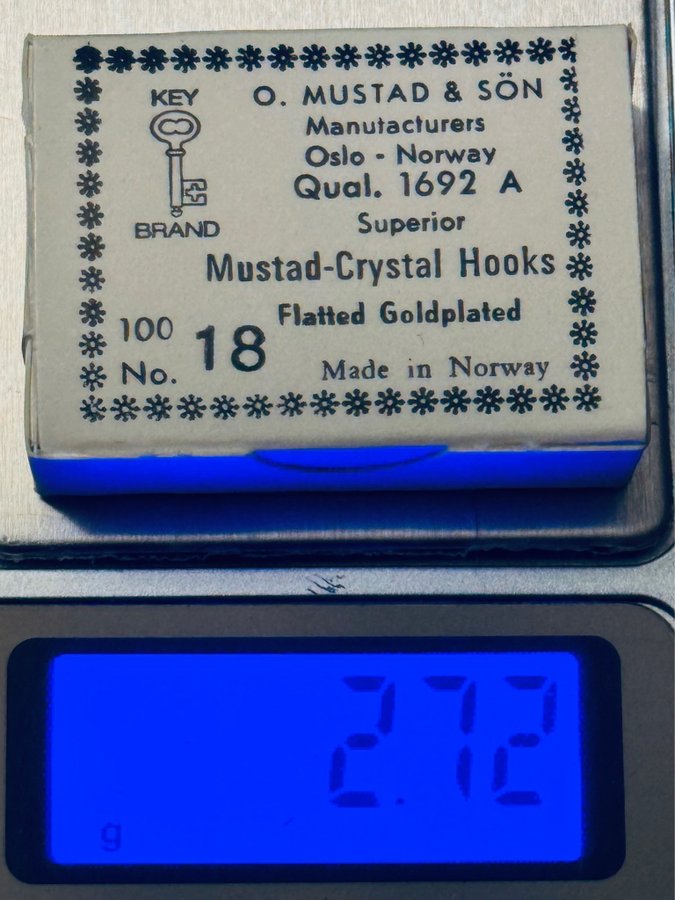 KEY
BRAND
O. MUSTAD & SÖN
Manufacturers
Oslo - Norway
Qual. 1692 A
Superior
Mustad-Crystal Hooks
Flatted Goldplated
100
No. 18
Made in Norway
2.72
g